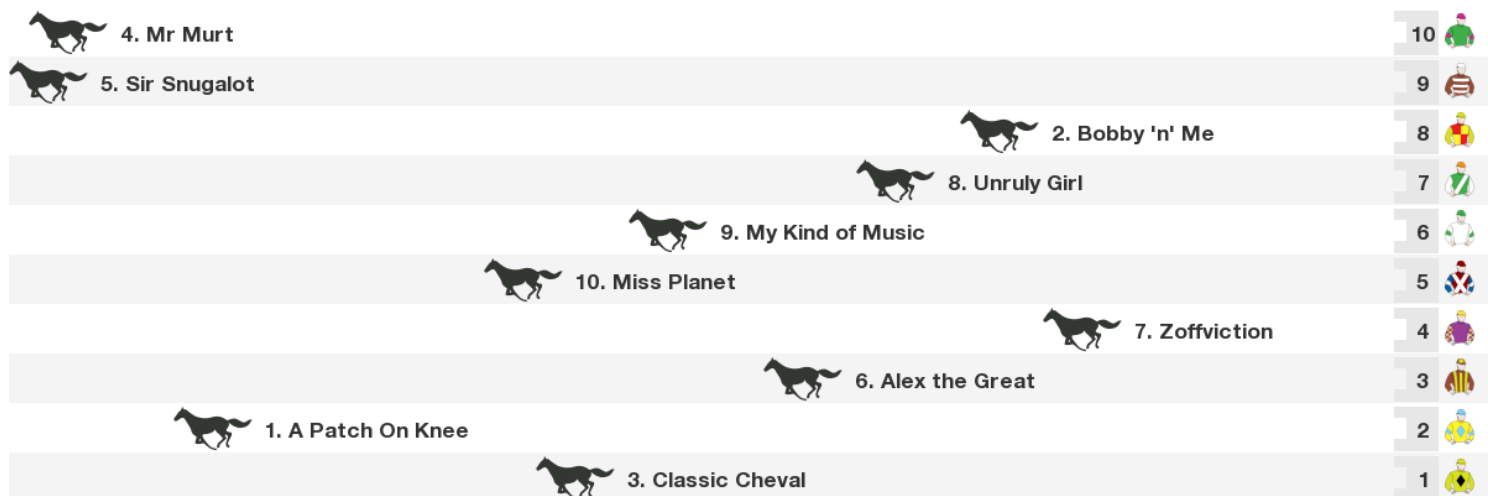 4. Mr Murt 10
5. Sir Snugalot 9
2. Bobby 'n' Me 8
8. Unruly Girl 7
9. My Kind of Music 6
10. Miss Planet 5
7. Zoffviction 4
6. Alex the Great 3
1. A Patch On Knee 2
3. Classic Cheval 1